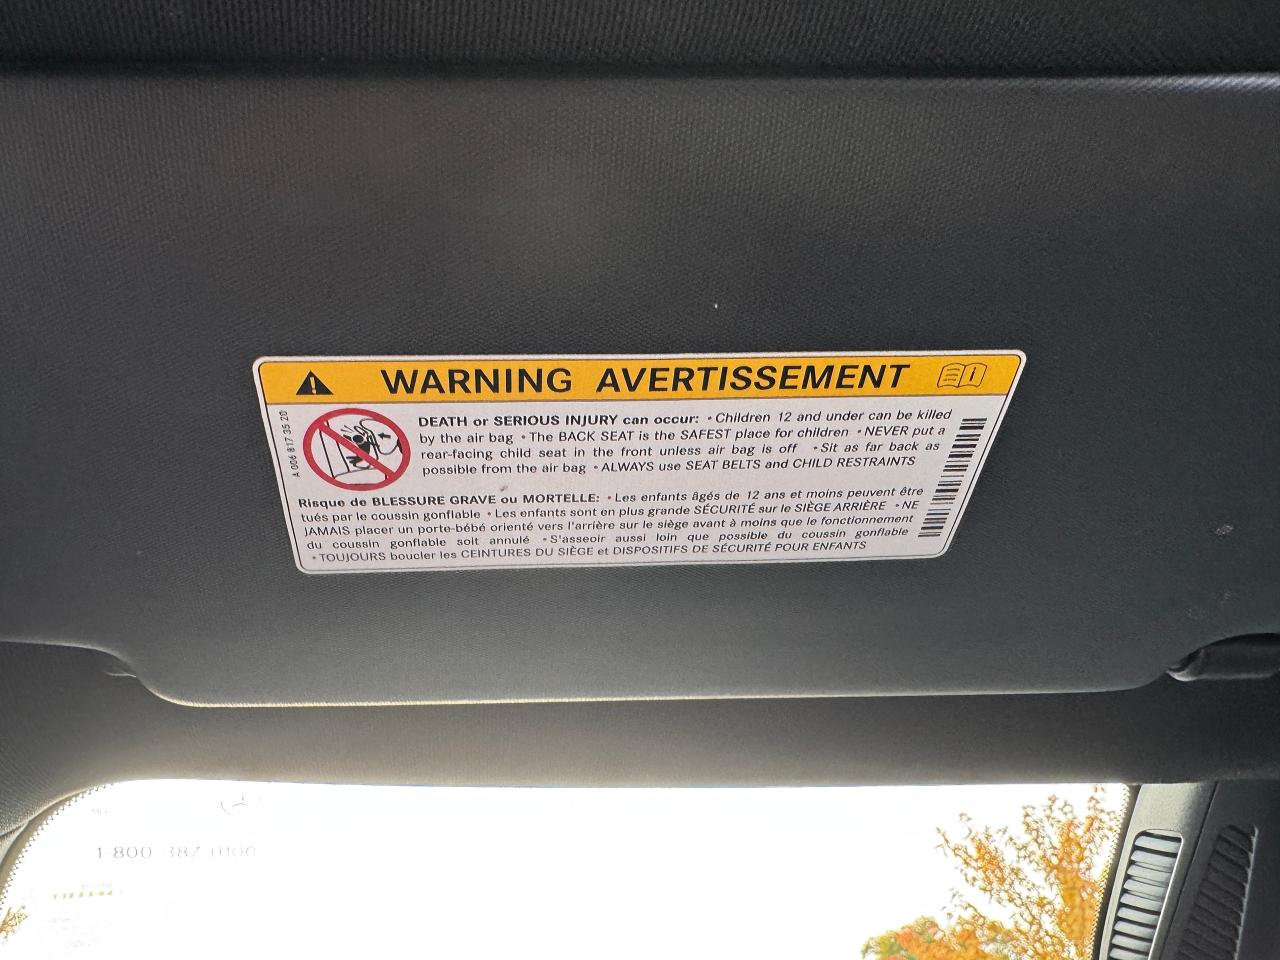 WARNING AVERTISSEMENT
A 006 817 35 20
DEATH or SERIOUS INJURY can occur: • Children 12 and under can be killed
by the air bag • The BACK SEAT is the SAFEST place for children • NEVER put a
rear-facing child seat in the front unless air bag is off • Sit as far back as
possible from the air bag • ALWAYS use SEAT BELTS and CHILD RESTRAINTS
Risque de BLESSURE GRAVE ou MORTELLE: • Les enfants âgés de 12 ans et moins peuvent être
tués par le coussin gonflable • Les enfants sont en plus grande SÉCURITÉ sur le SIÈGE ARRIÈRE • NE
JAMAIS placer un porte-bébé orienté vers l'arrière sur le siège avant à moins que le fonctionnement
du coussin gonflable soit annulé • S'asseoir aussi loin que possible du coussin gonflable
• TOUJOURS boucler les CEINTURES DU SIÈGE et DISPOSITIFS DE SÉCURITÉ POUR ENFANTS
1-800 387 0100